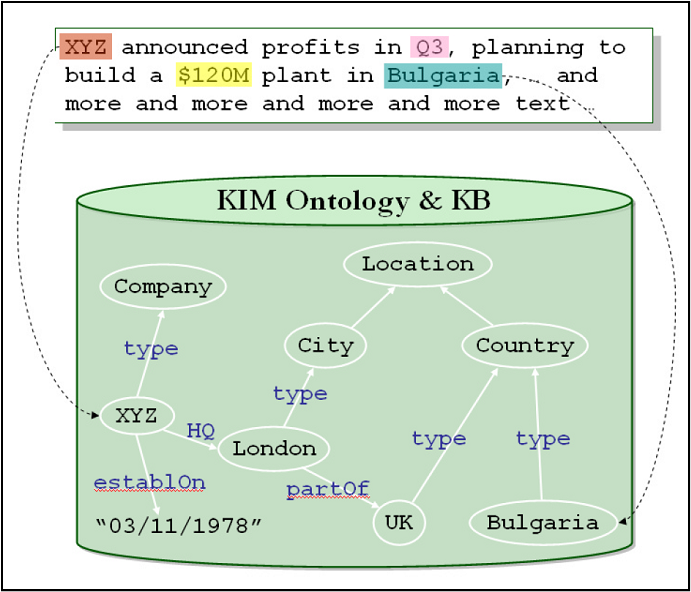 XYZ announced profits in Q3, planning to
build a $120M plant in Bulgaria, … and
more and more and more and more text …
KIM Ontology & KB
Location
Company
City
Country
type
type
XYZ
HQ
London
type
type
establOn
partOf
“03/11/1978”
UK
Bulgaria